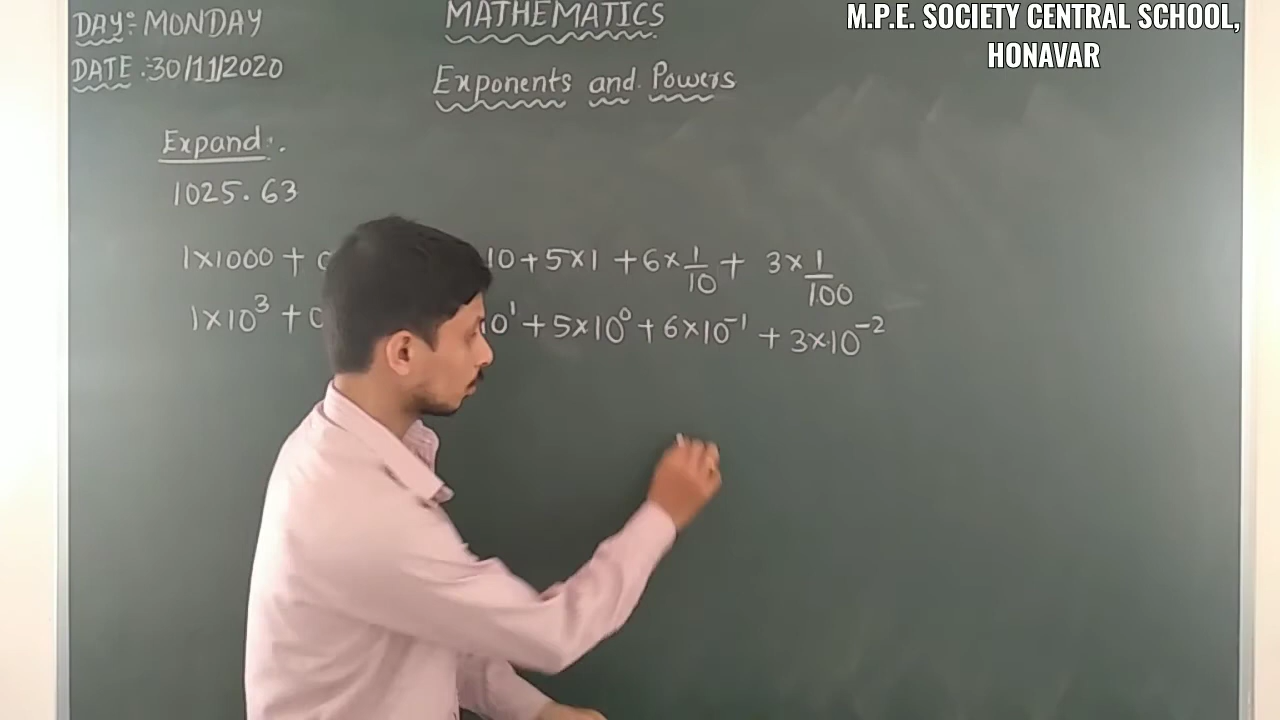 DAY:- MONDAY
DATE:-30/11/2020
MATHEMATICS
Exponents and Powers
M.P.E. SOCIETY CENTRAL SCHOOL,
HONAVAR
Expand:.
1025.63
1×1000 + 0 10 + 5×1 + 6×1/10 + 3×1/100
1×10³ + 0 10¹ + 5×10⁰ + 6×10⁻¹ + 3×10⁻²